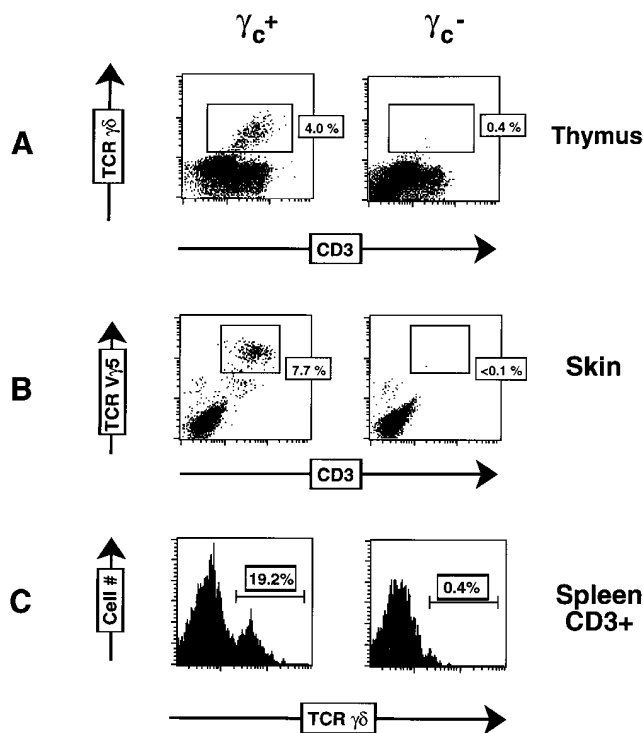 γc+ γc-
A TCR γδ 4.0 % 0.4 % Thymus
CD3
B TCR Vγ5 7.7 % <0.1 % Skin
CD3
C Cell # 19.2% 0.4% Spleen
CD3+
TCR γδ